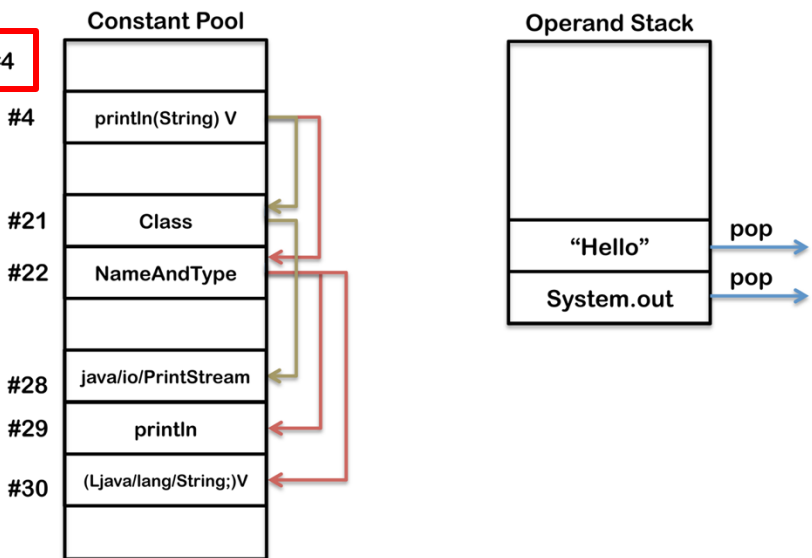 Constant Pool
#4
#4 println(String) V
#21 Class
#22 NameAndType
#28 java/io/PrintStream
#29 println
#30 (Ljava/lang/String;)V
Operand Stack
“Hello” pop
System.out pop